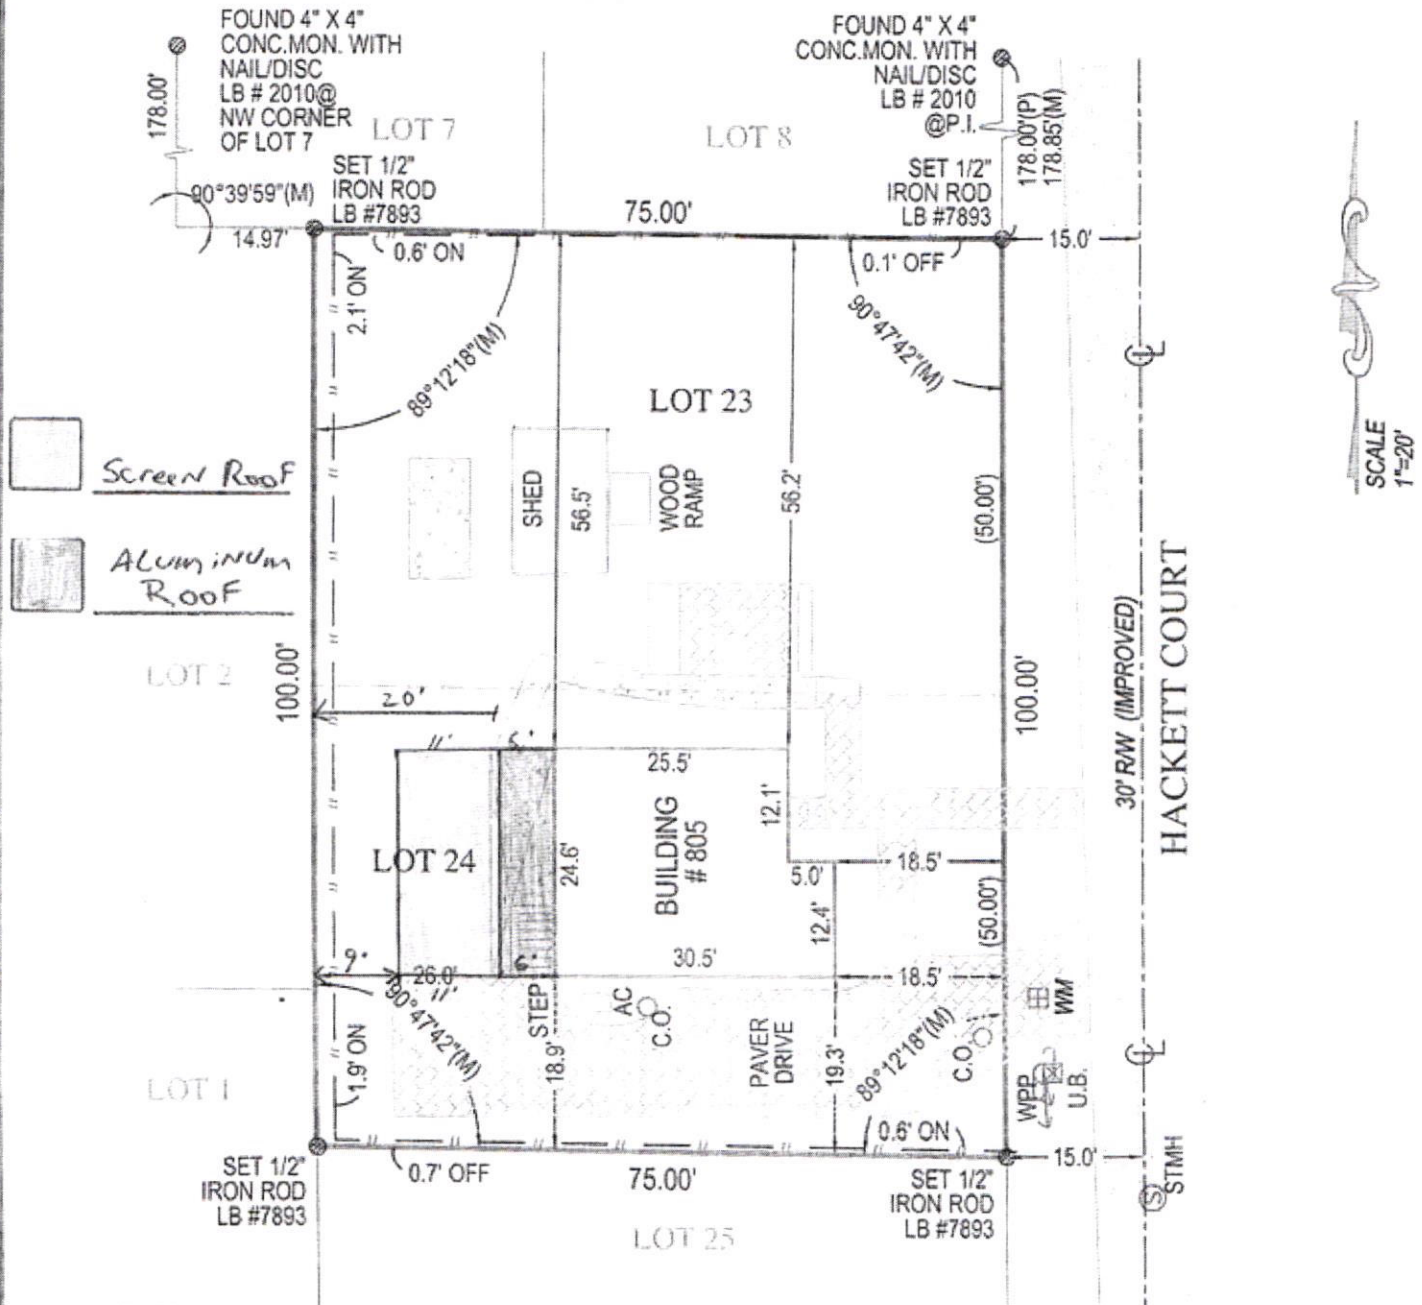 FOUND 4" X 4"
CONC.MON. WITH
NAIL/DISC
LB # 2010@
NW CORNER
OF LOT 7
178.00'
FOUND 4" X 4"
CONC.MON. WITH
NAIL/DISC
LB # 2010
@P.I.
178.00'(P)
178.85'(M)
LOT 7
LOT 8
SET 1/2"
IRON ROD
LB #7893
SET 1/2"
IRON ROD
LB #7893
90°39'59"(M)
14.97'
75.00'
15.0'
0.6' ON
0.1' OFF
2.1' ON
89°12'18"(M)
90°47'42"(M)
LOT 23
Screen Roof
Aluminum
Roof
SHED
56.5'
WOOD
RAMP
56.2'
(50.00')
SCALE
1"=20'
LOT 2
100.00'
20'
100.00'
30' R/W (IMPROVED)
HACKETT COURT
11'
25.5'
12.1'
LOT 24
24.6'
BUILDING
# 805
5.0'
18.5'
12.4'
(50.00')
9'
26.0'
11'
6'
30.5'
18.5'
90°47'42"(M)
STEP
AC
C.O.
WM
1.9' ON
18.9'
PAVER
DRIVE
19.3'
89°12'18"(M)
C.O.
WPP
U.B.
LOT 1
0.6' ON
0.7' OFF
75.00'
15.0'
STMH
S
SET 1/2"
IRON ROD
LB #7893
SET 1/2"
IRON ROD
LB #7893
LOT 25